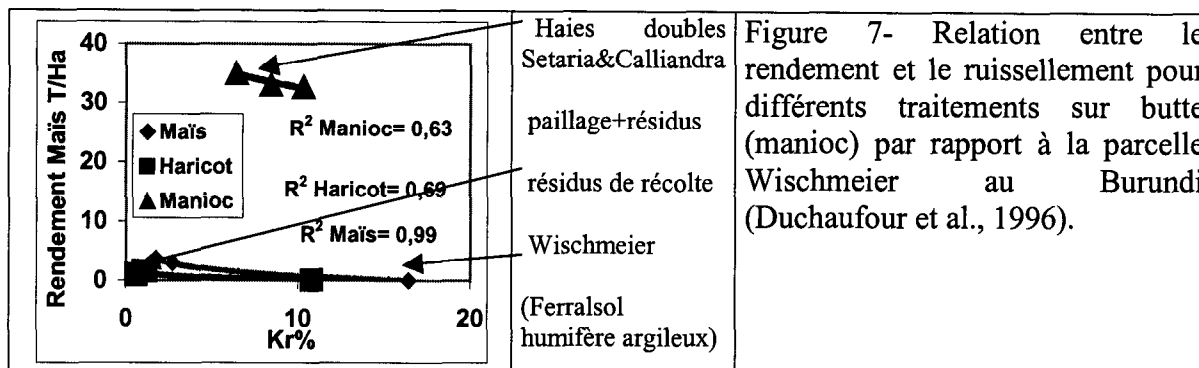 40
30
20
10
0
Rendement Maïs T/Ha
Maïs
Haricot
Manioc
R² Manioc= 0,63
R² Haricot= 0,69
R² Maïs= 0,99
0
10
20
Kr%
Haies doubles
Setaria&Calliandra
paillage+résidus
résidus de récolte
Wischmeier
(Ferralsol
humifère argileux)
Figure 7- Relation entre le
rendement et le ruissellement pour
différents traitements sur butte
(manioc) par rapport à la parcelle
Wischmeier au Burundi
(Duchaufour et al., 1996).